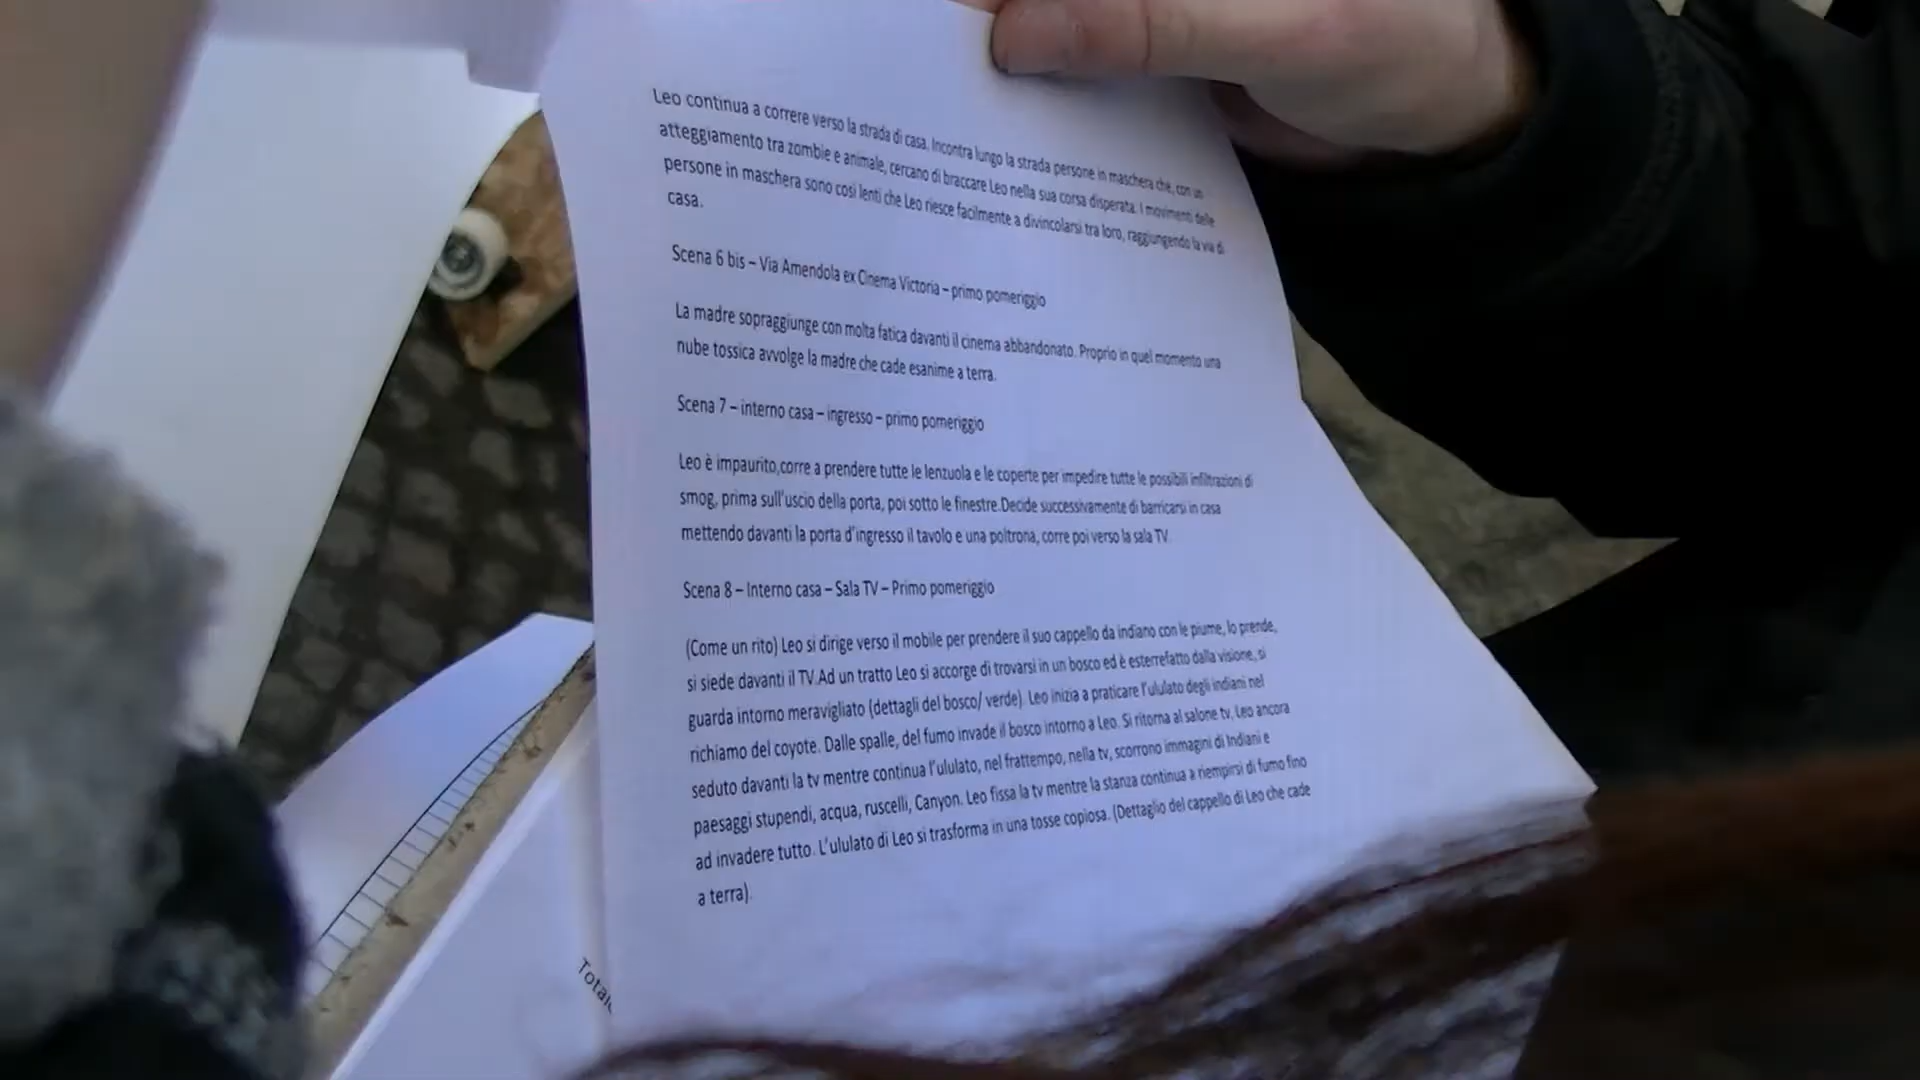 Leo continua a correre verso la strada di casa. Incontra lungo la strada persone in maschera che, con un
atteggiamento tra zombie e animale, cercano di braccare Leo nella sua corsa disperata. I movimenti delle
persone in maschera sono così lenti che Leo riesce facilmente a divincolarsi tra loro, raggiungendo la via di
casa.
Scena 6 bis – Via Amendola ex Cinema Victoria – primo pomeriggio
La madre sopraggiunge con molta fatica davanti il cinema abbandonato. Proprio in quel momento una
nube tossica avvolge la madre che cade esanime a terra.
Scena 7 – interno casa – ingresso – primo pomeriggio
Leo è impaurito,corre a prendere tutte le lenzuola e le coperte per impedire tutte le possibili infiltrazioni di
smog, prima sull'uscio della porta, poi sotto le finestre.Decide successivamente di barricarsi in casa
mettendo davanti la porta d'ingresso il tavolo e una poltrona, corre poi verso la sala TV.
Scena 8 – Interno casa – Sala TV – Primo pomeriggio
(Come un rito) Leo si dirige verso il mobile per prendere il suo cappello da indiano con le piume, lo prende,
si siede davanti il TV.Ad un tratto Leo si accorge di trovarsi in un bosco ed è esterrefatto dalla visione, si
guarda intorno meravigliato (dettagli del bosco/ verde). Leo inizia a praticare l'ululato degli indiani nel
richiamo del coyote. Dalle spalle, del fumo invade il bosco intorno a Leo. Si ritorna al salone tv, Leo ancora
seduto davanti la tv mentre continua l'ululato, nel frattempo, nella tv, scorrono immagini di Indiani e
paesaggi stupendi, acqua, ruscelli, Canyon. Leo fissa la tv mentre la stanza continua a riempirsi di fumo fino
ad invadere tutto. L'ululato di Leo si trasforma in una tosse copiosa. (Dettaglio del cappello di Leo che cade
a terra).